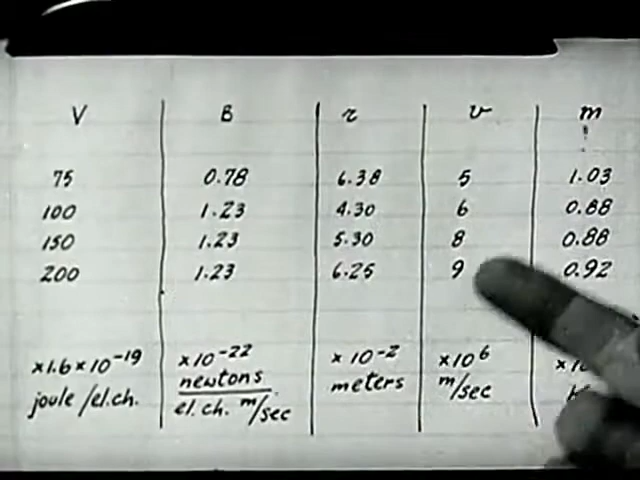 V B r v m
75 0.78 6.38 5 1.03
100 1.23 4.30 6 0.88
150 1.23 5.30 8 0.88
200 1.23 6.25 9 0.92
×1.6×10⁻¹⁹ ×10⁻²² ×10⁻² ×10⁶
joule/el.ch. newtons meters m/sec
el.ch. m/sec